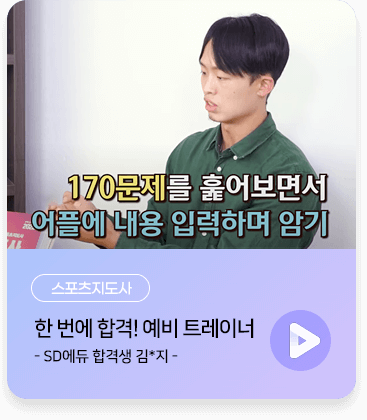 170문제를 훑어보면서
어플에 내용 입력하며 암기
스포츠지도사
한 번에 합격! 예비 트레이너
- SD에듀 합격생 김*지 -